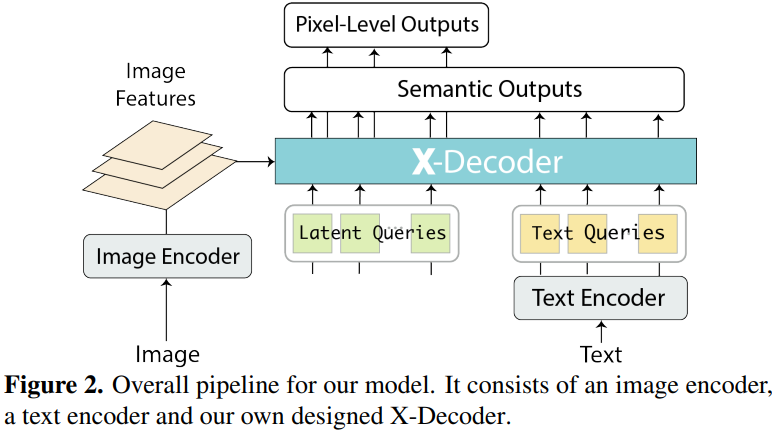 Pixel-Level Outputs
Image
Features
Semantic Outputs
X-Decoder
Latent Queries
Text Queries
Image Encoder
Text Encoder
Image
Text
Figure 2. Overall pipeline for our model. It consists of an image encoder,
a text encoder and our own designed X-Decoder.